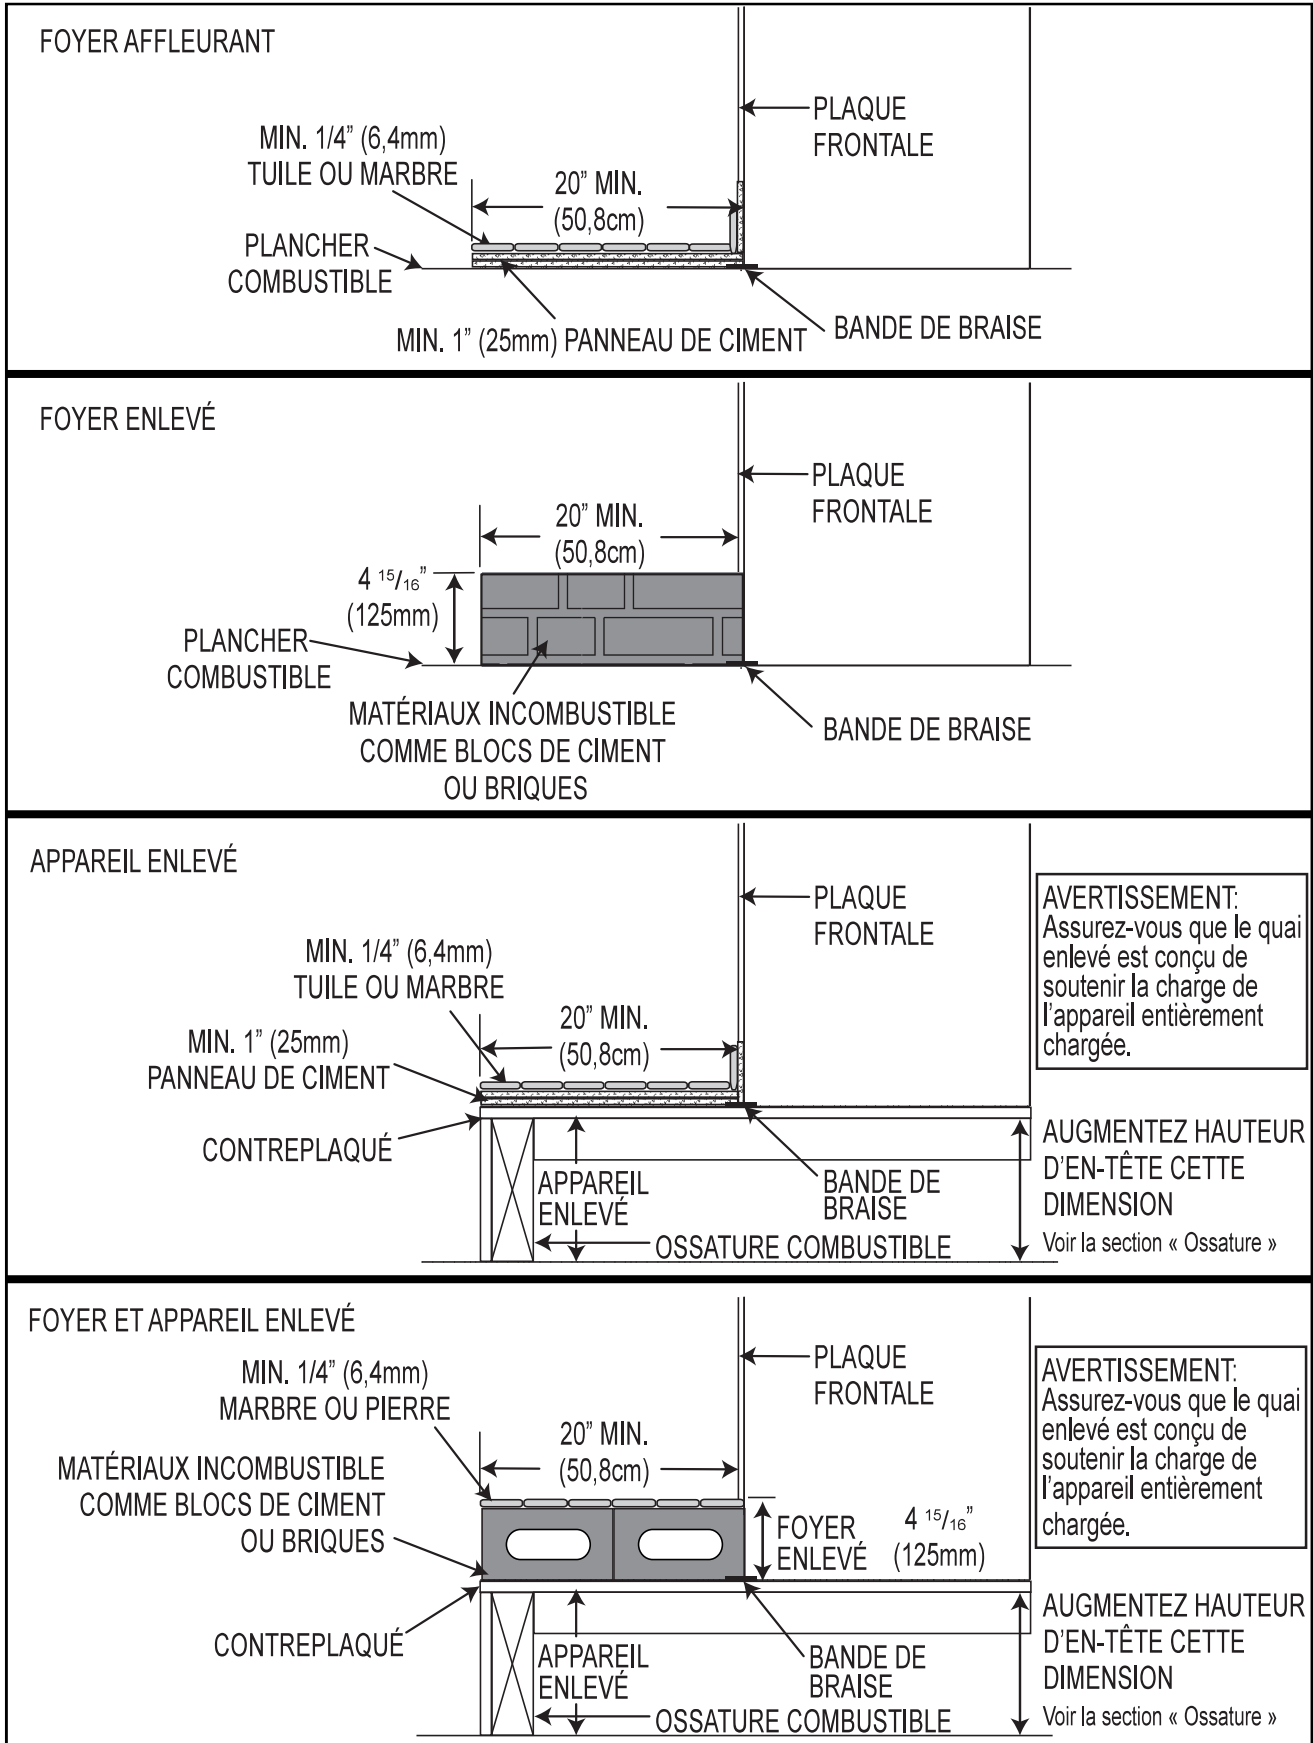 FOYER AFFLEURANT
MIN. 1/4” (6,4mm)
TUILE OU MARBRE
20” MIN.
(50,8cm)
PLAQUE
FRONTALE
PLANCHER
COMBUSTIBLE
MIN. 1” (25mm) PANNEAU DE CIMENT
BANDE DE BRAISE
FOYER ENLEVÉ
PLAQUE
FRONTALE
20” MIN.
(50,8cm)
4 15/16”
(125mm)
PLANCHER
COMBUSTIBLE
MATÉRIAUX INCOMBUSTIBLE
COMME BLOCS DE CIMENT
OU BRIQUES
BANDE DE BRAISE
APPAREIL ENLEVÉ
PLAQUE
FRONTALE
AVERTISSEMENT:
Assurez-vous que le quai
enlevé est conçu de
soutenir la charge de
l’appareil entièrement
chargée.
MIN. 1/4” (6,4mm)
TUILE OU MARBRE
20” MIN.
(50,8cm)
MIN. 1” (25mm)
PANNEAU DE CIMENT
CONTREPLAQUÉ
APPAREIL
ENLEVÉ
BANDE DE
BRAISE
OSSATURE COMBUSTIBLE
AUGMENTEZ HAUTEUR
D’EN-TÊTE CETTE
DIMENSION
Voir la section « Ossature »
FOYER ET APPAREIL ENLEVÉ
MIN. 1/4” (6,4mm)
MARBRE OU PIERRE
20” MIN.
(50,8cm)
PLAQUE
FRONTALE
AVERTISSEMENT:
Assurez-vous que le quai
enlevé est conçu de
soutenir la charge de
l’appareil entièrement
chargée.
MATÉRIAUX INCOMBUSTIBLE
COMME BLOCS DE CIMENT
OU BRIQUES
FOYER
ENLEVÉ
4 15/16”
(125mm)
CONTREPLAQUÉ
APPAREIL
ENLEVÉ
BANDE DE
BRAISE
OSSATURE COMBUSTIBLE
AUGMENTEZ HAUTEUR
D’EN-TÊTE CETTE
DIMENSION
Voir la section « Ossature »